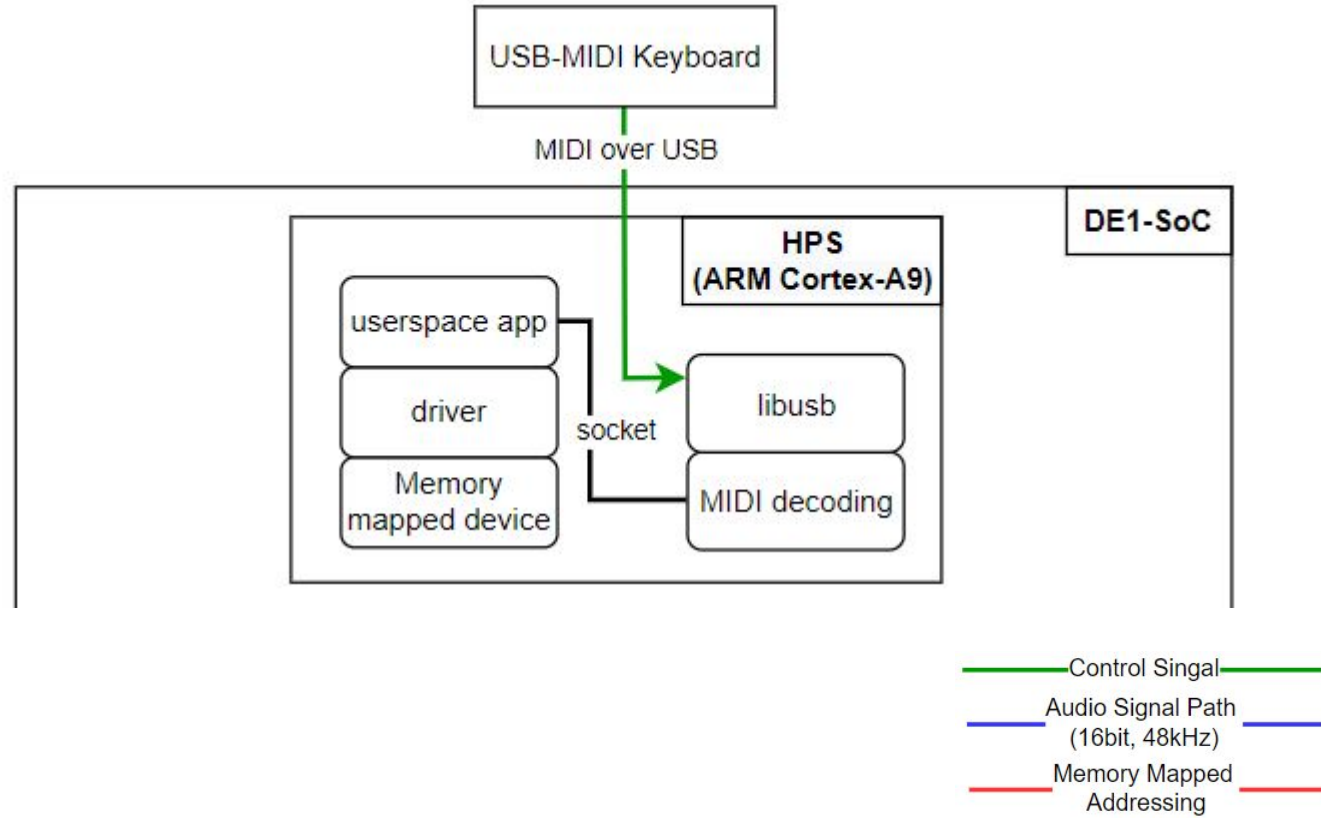 USB-MIDI Keyboard
MIDI over USB
DE1-SoC
HPS
(ARM Cortex-A9)
userspace app
driver
Memory
mapped device
socket
libusb
MIDI decoding
Control Singal
Audio Signal Path
(16bit, 48kHz)
Memory Mapped
Addressing